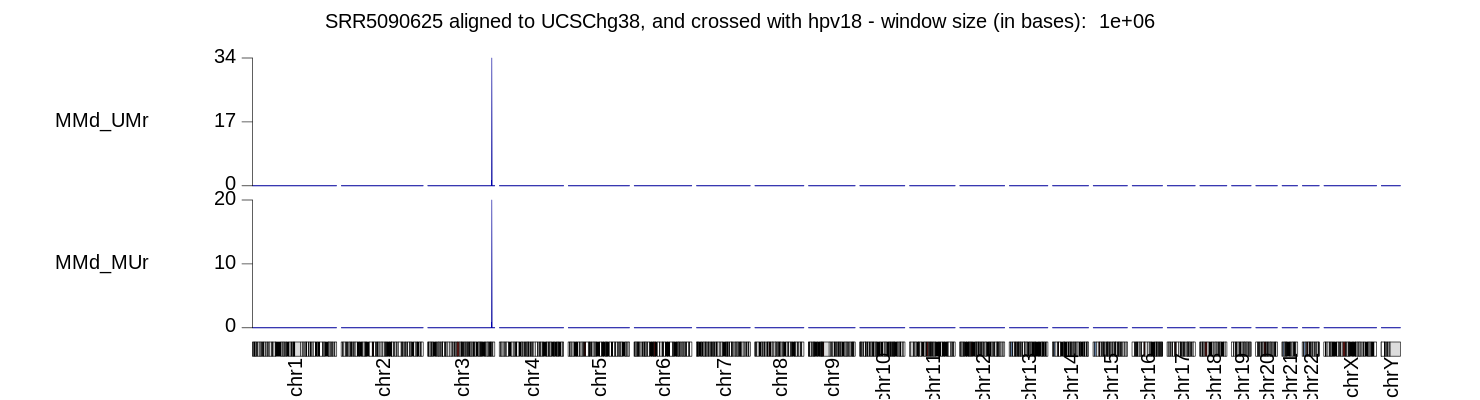 SRR5090625 aligned to UCSChg38, and crossed with hpv18 - window size (in bases):  1e+06
34
MMd_UMr
17
0
20
MMd_MUr
10
0
chr1 chr2 chr3 chr4 chr5 chr6 chr7 chr8 chr9 chr10 chr11 chr12 chr13 chr14 chr15 chr16 chr17 chr18 chr19 chr20 chr21 chr22 chrX chrY